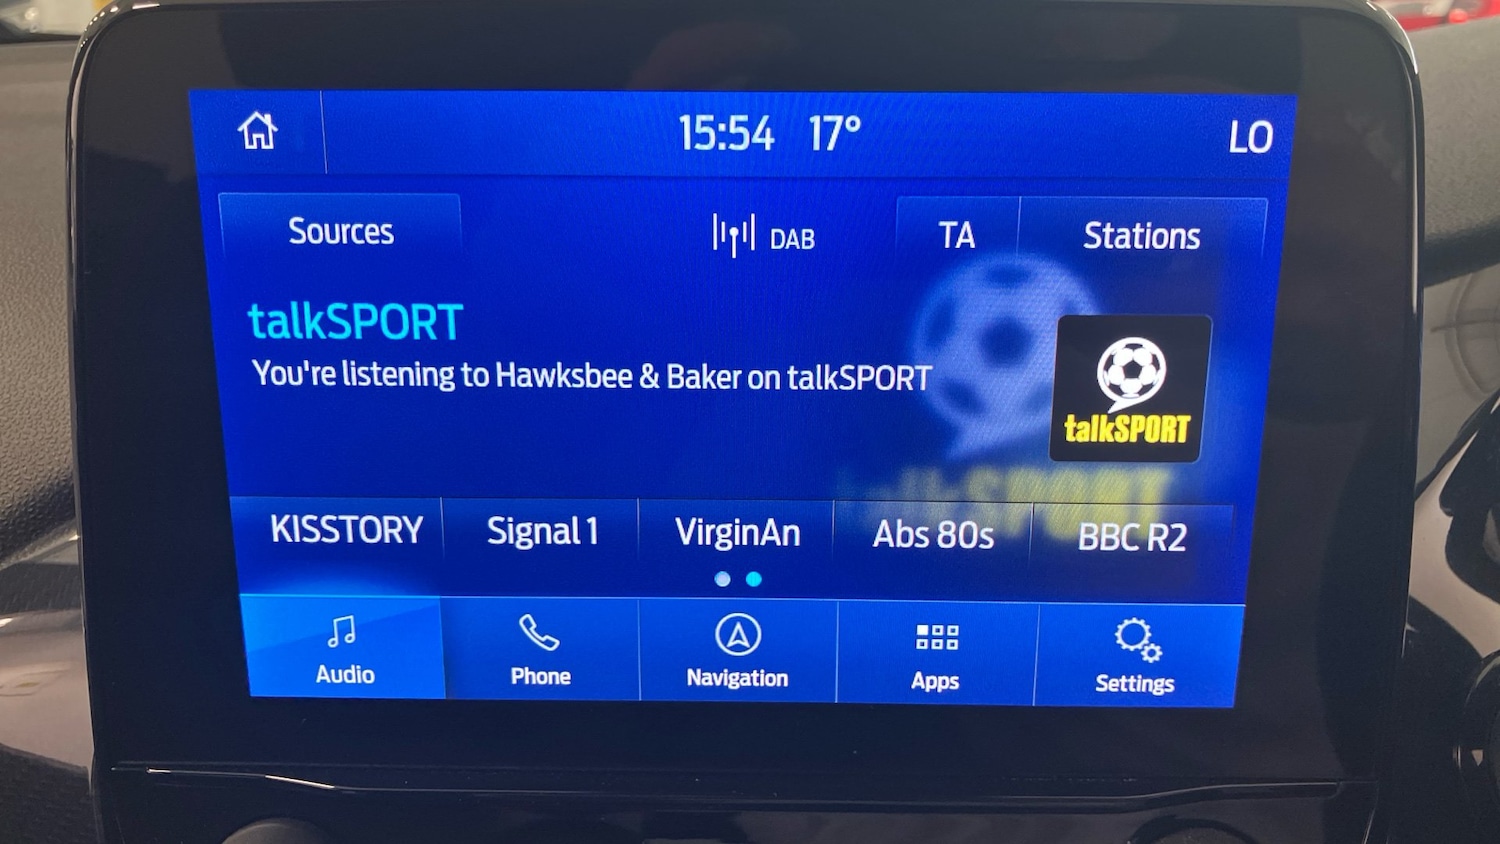 15:54 17° LO
Sources DAB TA Stations
talkSPORT
You're listening to Hawksbee & Baker on talkSPORT
talkSPORT
talkSPORT
KISSTORY Signal 1 VirginAn Abs 80s BBC R2
Audio Phone Navigation Apps Settings